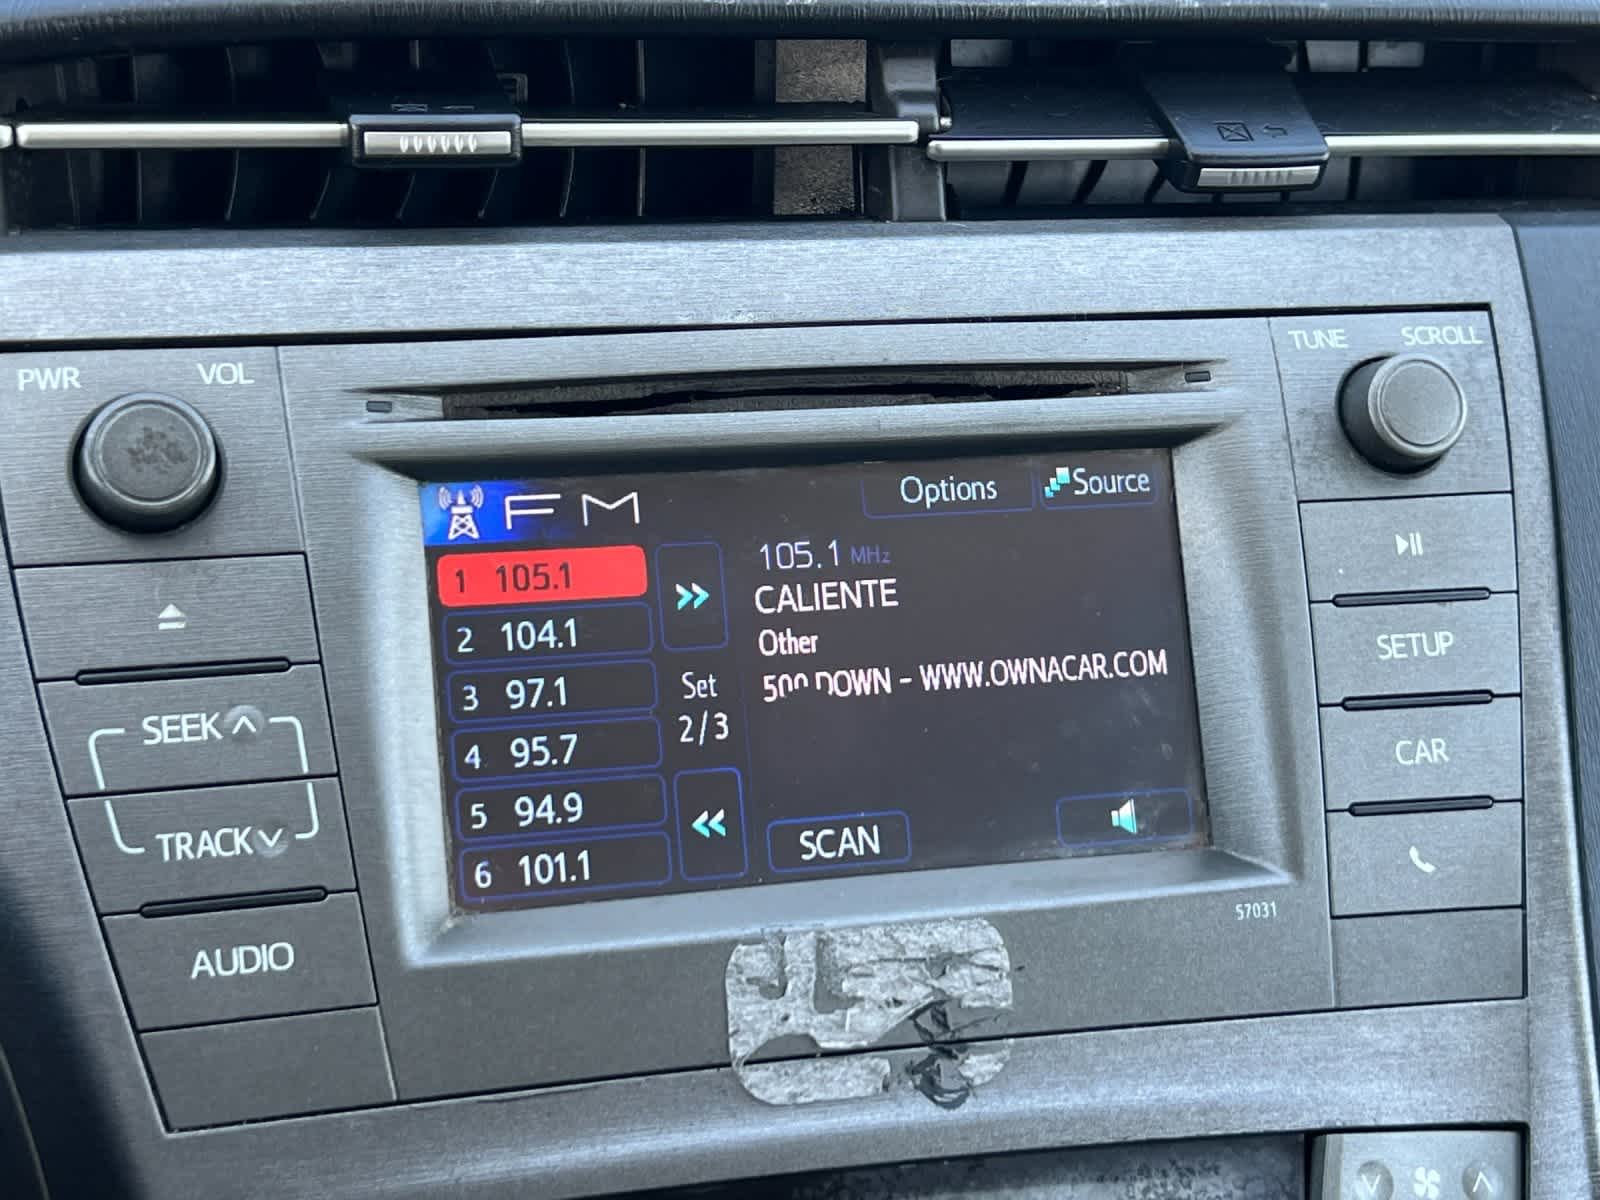 PWR VOL
TUNE SCROLL
FM
Options
Source
1 105.1
2 104.1
3 97.1
4 95.7
5 94.9
6 101.1
Set
2/3
105.1 MHz
CALIENTE
Other
500 DOWN - WWW.OWNACAR.COM
SCAN
SEEK
TRACK
AUDIO
SETUP
CAR
57031